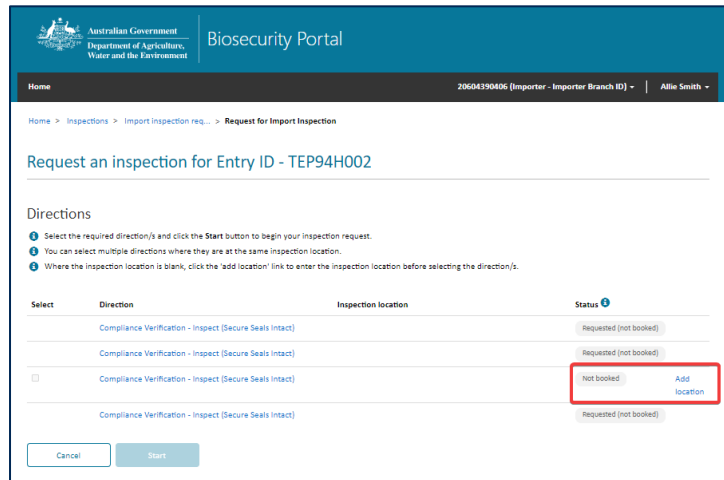 Australian Government
Department of Agriculture,
Water and the Environment
Biosecurity Portal
Home
20604390406 (Importer - Importer Branch ID)
Allie Smith
Home > Inspections > Import inspection req... > Request for Import Inspection
Request an inspection for Entry ID - TEP94H002
Directions
Select the required direction/s and click the Start button to begin your inspection request.
You can select multiple directions where they are at the same inspection location.
Where the inspection location is blank, click the 'add location' link to enter the inspection location before selecting the direction/s.
Select Direction Inspection location Status
Compliance Verification - Inspect (Secure Seals Intact) Requested (not booked)
Compliance Verification - Inspect (Secure Seals Intact) Requested (not booked)
Compliance Verification - Inspect (Secure Seals Intact) Not booked Add
location
Compliance Verification - Inspect (Secure Seals Intact) Requested (not booked)
Cancel Start